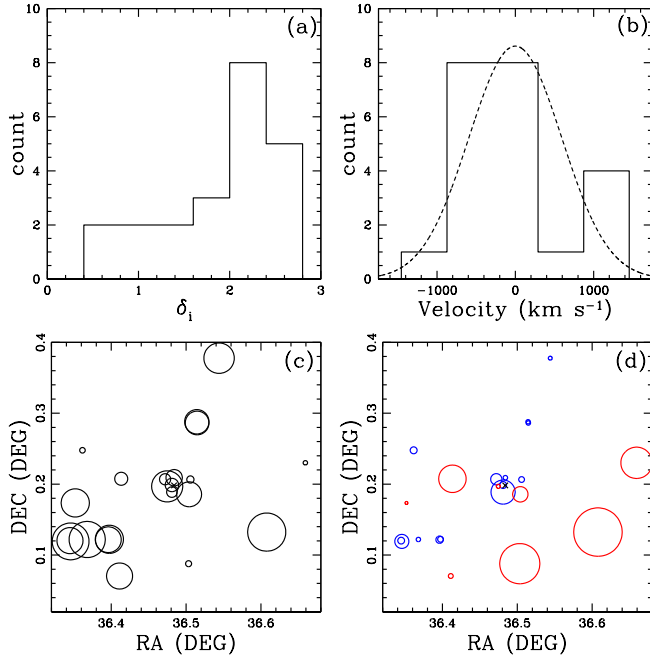 (a)
count
0 2 4 6 8 10
0 1 2 3
δ_i
(b)
count
0 2 4 6 8 10
−1000 0 1000
Velocity (km s⁻¹)
(c)
DEC (DEG)
0.1 0.2 0.3 0.4
36.4 36.5 36.6
RA (DEG)
(d)
DEC (DEG)
0.1 0.2 0.3 0.4
36.4 36.5 36.6
RA (DEG)